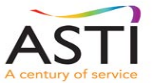 ASTI
A century of service